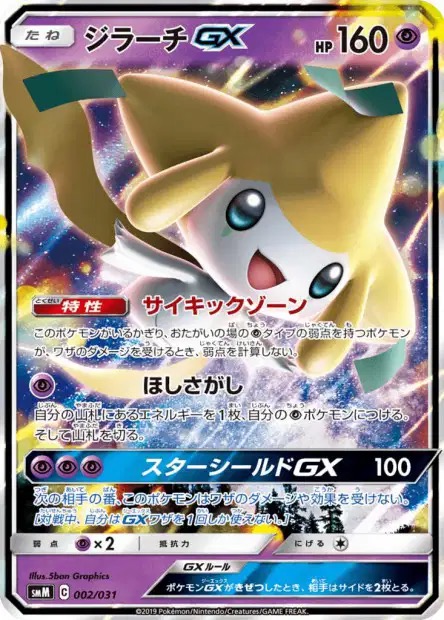 たね ジラーチGX HP 160
とくせい
特性 サイキックゾーン
このポケモンがいるかぎり、おたがいの場のタイプの弱点を持つポケモンが、ワザのダメージを受けるとき、弱点を計算しない。
ほしさがし
自分の山札にあるエネルギーを1枚、自分のポケモンにつける。
そして山札を切る。
スターシールドGX 100
次の相手の番、このポケモンはワザのダメージや効果を受けない。
[対戦中、自分はGXワザを1回しか使えない。]
弱点 ×2 抵抗力 にげる
GXルール
ポケモンGXがきぜつしたとき、相手はサイドを2枚とる。
Illus. 5ban Graphics
SMM C 002/031
©2019 Pokémon/Nintendo/Creatures/GAME FREAK.